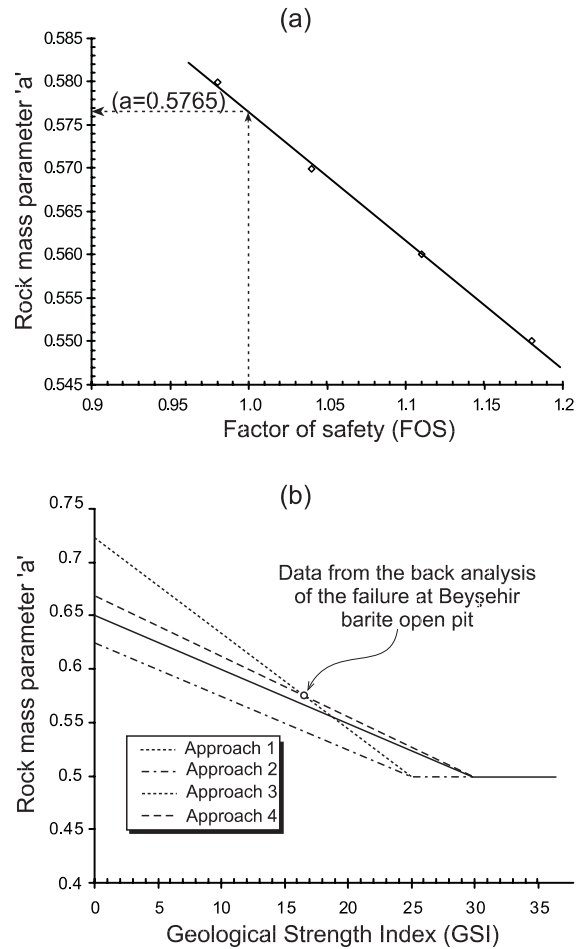 (a)
0.585
0.580
0.575
0.570
0.565
0.560
0.555
0.550
0.545
Rock mass parameter 'a'
(a=0.5765)
0.9
0.95
1.0
1.05
1.1
1.15
1.2
Factor of safety (FOS)
(b)
0.75
0.7
0.65
0.6
0.55
0.5
0.45
0.4
Rock mass parameter 'a'
Data from the back analysis
of the failure at Beyşehir
barite open pit
Approach 1
Approach 2
Approach 3
Approach 4
0
5
10
15
20
25
30
35
Geological Strength Index (GSI)